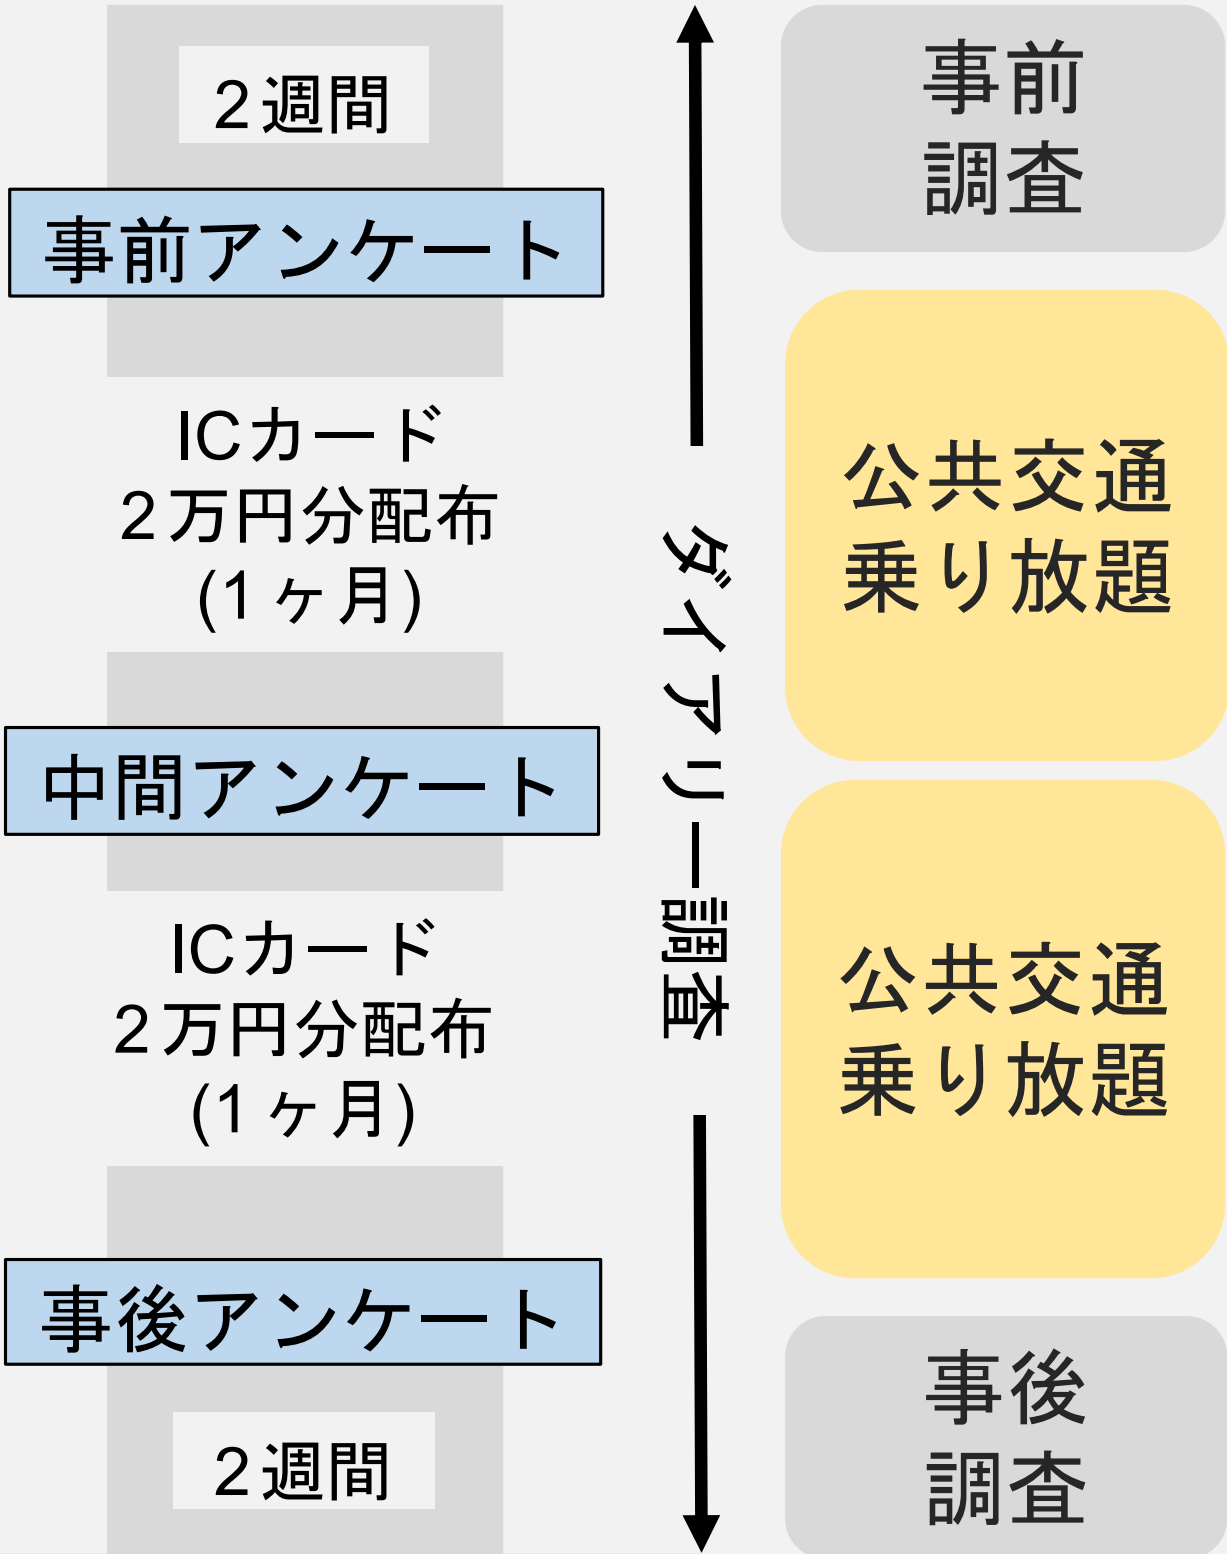 2週間
事前アンケート
ICカード
2万円分配布
(1ヶ月)
中間アンケート
ICカード
2万円分配布
(1ヶ月)
事後アンケート
2週間
ダイアリー調査
事前
調査
公共交通
乗り放題
公共交通
乗り放題
事後
調査